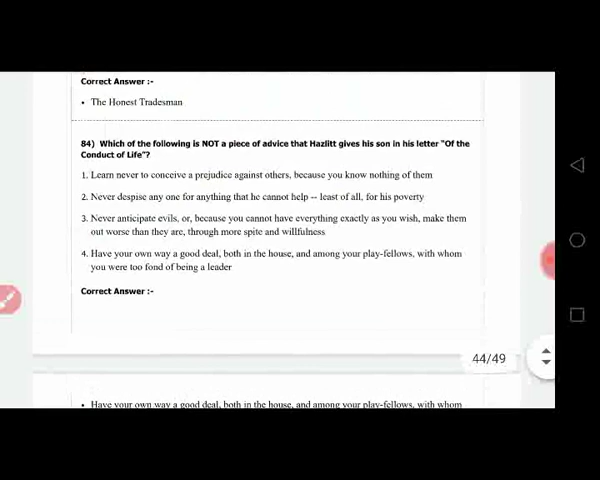 Correct Answer :-
• The Honest Tradesman
84) Which of the following is NOT a piece of advice that Hazlitt gives his son in his letter "Of the
Conduct of Life"?
1. Learn never to conceive a prejudice against others, because you know nothing of them
2. Never despise any one for anything that he cannot help -- least of all, for his poverty
3. Never anticipate evils, or, because you cannot have everything exactly as you wish, make them
out worse than they are, through more spite and willfulness
4. Have your own way a good deal, both in the house, and among your play-fellows, with whom
you were too fond of being a leader
Correct Answer :-
44/49
• Have your own way a good deal, both in the house, and among your play-fellows, with whom